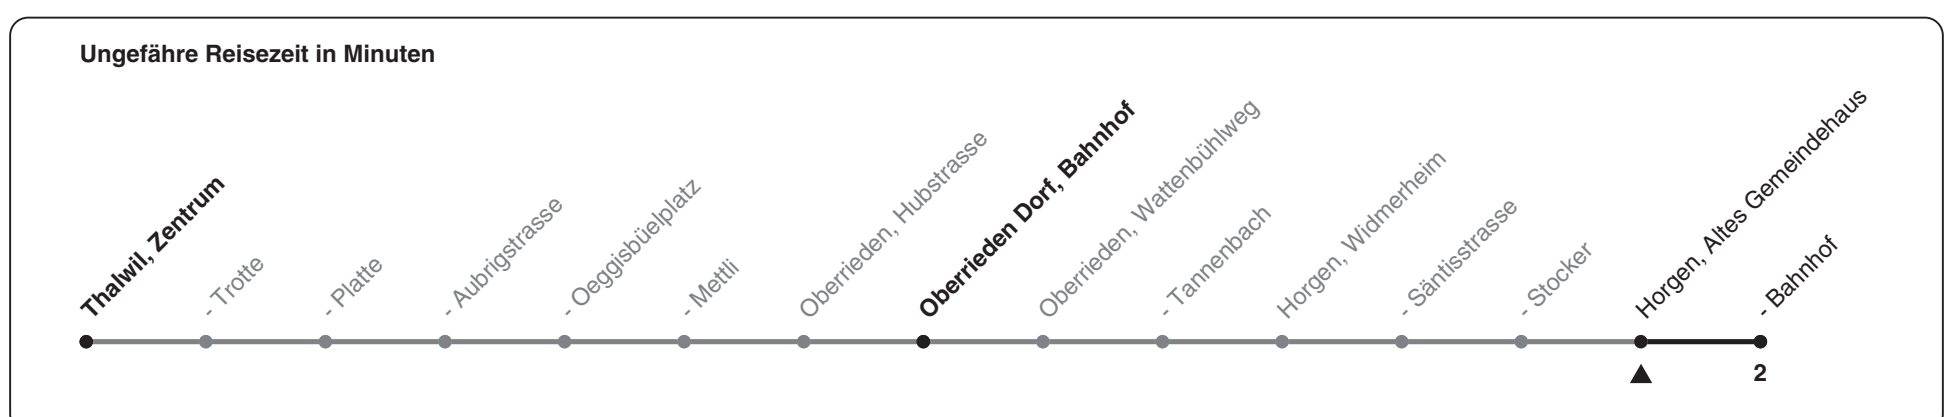 Ungefähre Reisezeit in Minuten
Thalwil, Zentrum
- Trotte
- Platte
- Aubrigstrasse
- Oeggisbüelplatz
- Mettli
Oberrieden, Hubstrasse
Oberrieden Dorf, Bahnhof
Oberrieden, Wattenbühlweg
- Tannenbach
Horgen, Widmerheim
- Säntisstrasse
- Stocker
Horgen, Altes Gemeindehaus
- Bahnhof
2